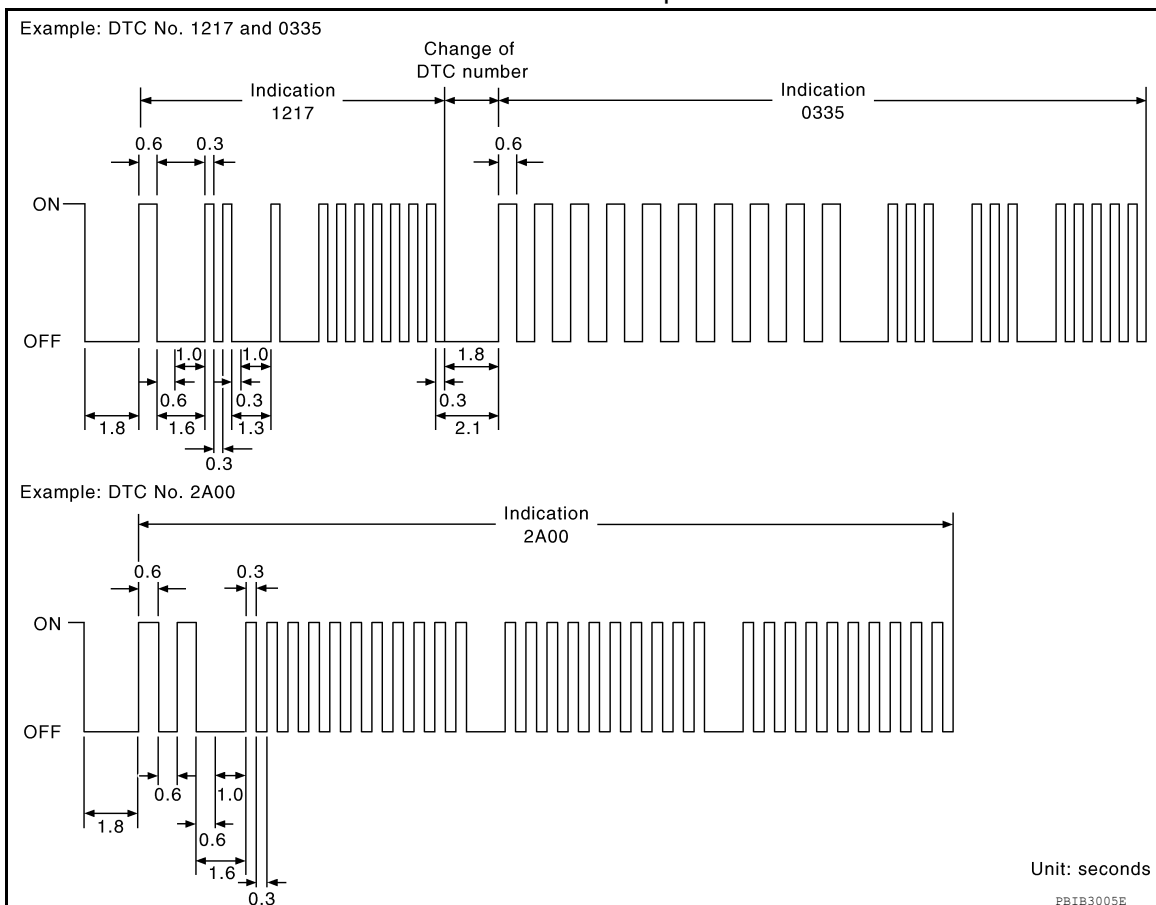 Example: DTC No. 1217 and 0335
Change of
DTC number
Indication
1217
Indication
0335
0.6
0.3
0.6
ON
OFF
1.0
1.0
1.8
0.6
0.3
0.3
1.8
1.6
1.3
2.1
0.3
Example: DTC No. 2A00
Indication
2A00
0.6
0.3
ON
OFF
0.6
1.0
1.8
0.6
1.6
0.3
Unit: seconds
PBIB3005E